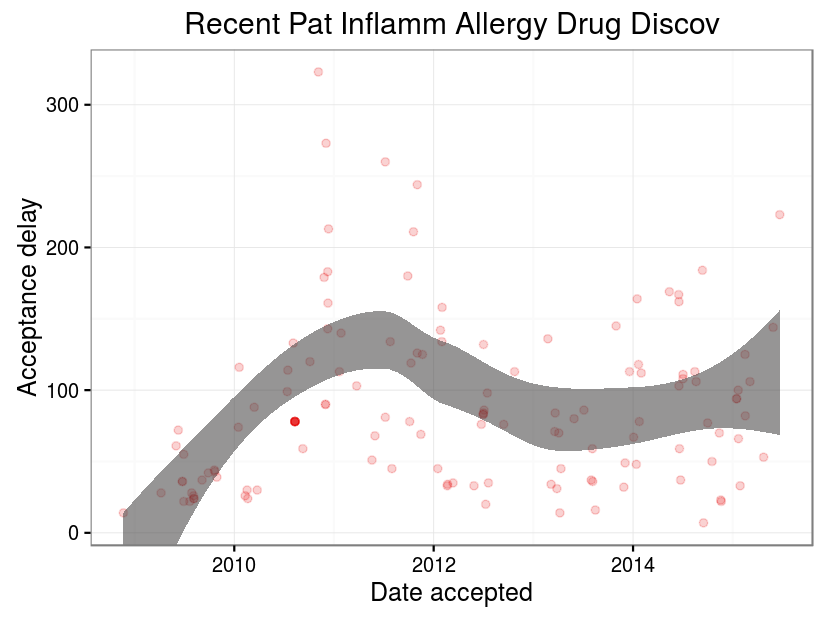 Recent Pat Inflamm Allergy Drug Discov
300
200
100
0
Acceptance delay
2010 2012 2014
Date accepted